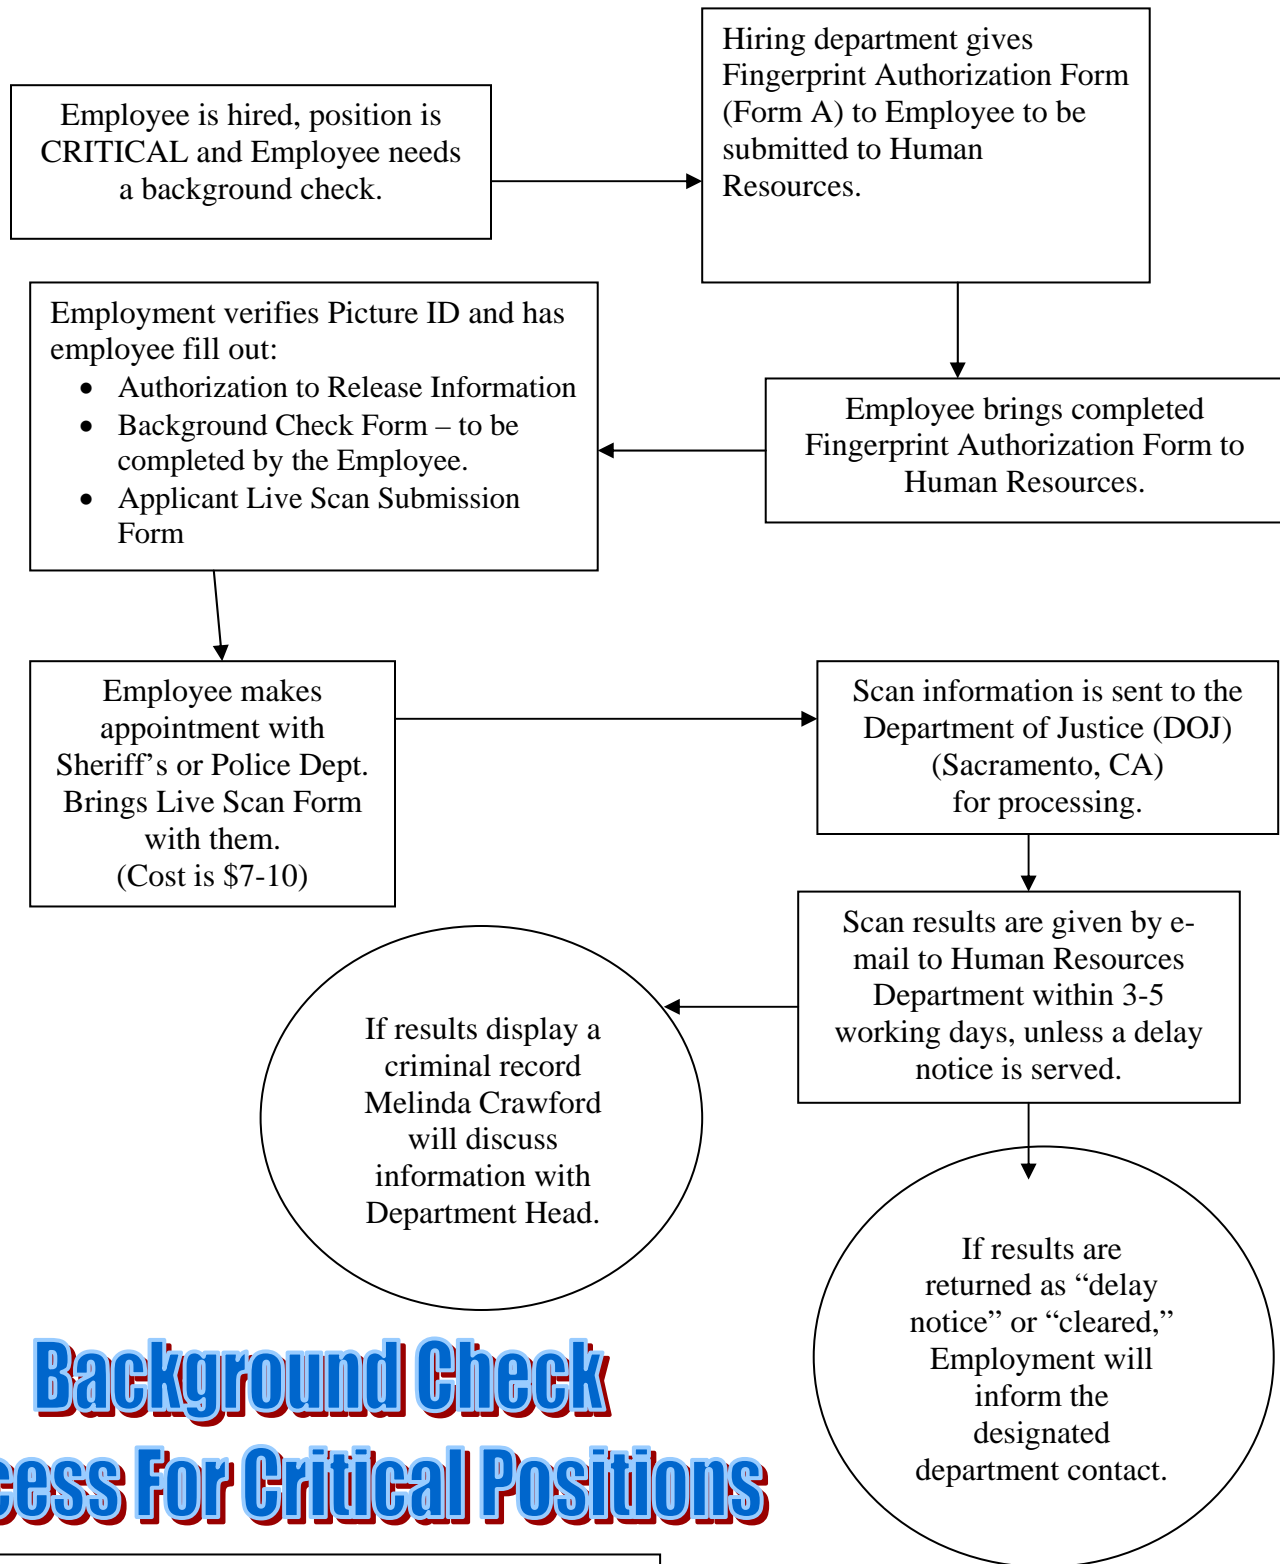 Employee is hired, position is
CRITICAL and Employee needs
a background check.
Hiring department gives
Fingerprint Authorization Form
(Form A) to Employee to be
submitted to Human
Resources.
Employee brings completed
Fingerprint Authorization Form to
Human Resources.
Employment verifies Picture ID and has
employee fill out:
• Authorization to Release Information
• Background Check Form – to be
completed by the Employee.
• Applicant Live Scan Submission
Form
Employee makes
appointment with
Sheriff’s or Police Dept.
Brings Live Scan Form
with them.
(Cost is $7-10)
Scan information is sent to the
Department of Justice (DOJ)
(Sacramento, CA)
for processing.
Scan results are given by e-
mail to Human Resources
Department within 3-5
working days, unless a delay
notice is served.
If results display a
criminal record
Melinda Crawford
will discuss
information with
Department Head.
If results are
returned as “delay
notice” or “cleared,”
Employment will
inform the
designated
department contact.
Background Check
cess For Critical Positions